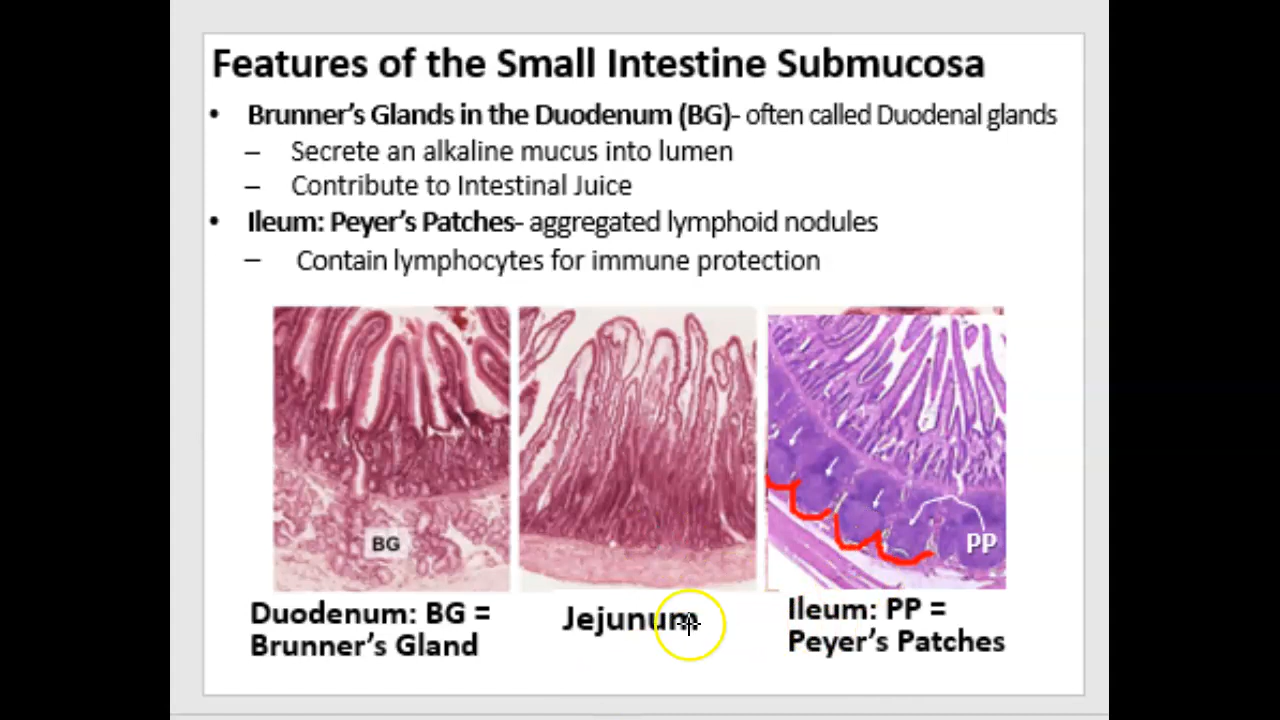 Features of the Small Intestine Submucosa
• Brunner's Glands in the Duodenum (BG)- often called Duodenal glands
– Secrete an alkaline mucus into lumen
– Contribute to Intestinal Juice
• Ileum: Peyer's Patches- aggregated lymphoid nodules
– Contain lymphocytes for immune protection
BG
PP
Duodenum: BG =
Brunner's Gland
Jejunum
Ileum: PP =
Peyer's Patches